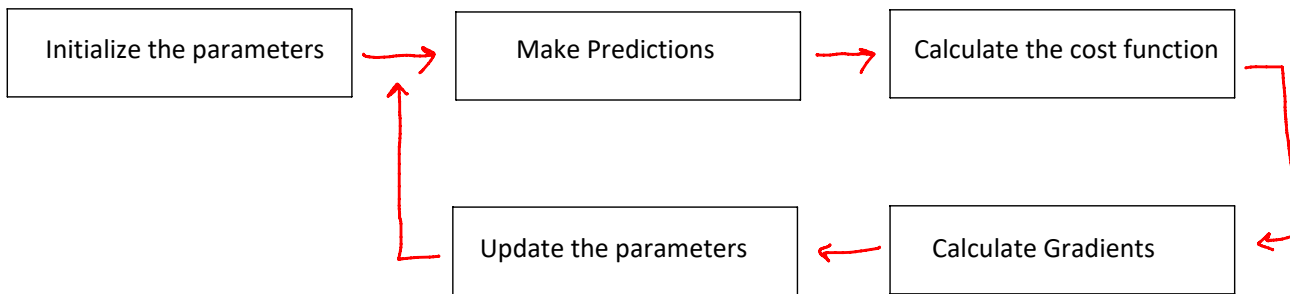 Initialize the parameters
Make Predictions
Calculate the cost function
Update the parameters
Calculate Gradients